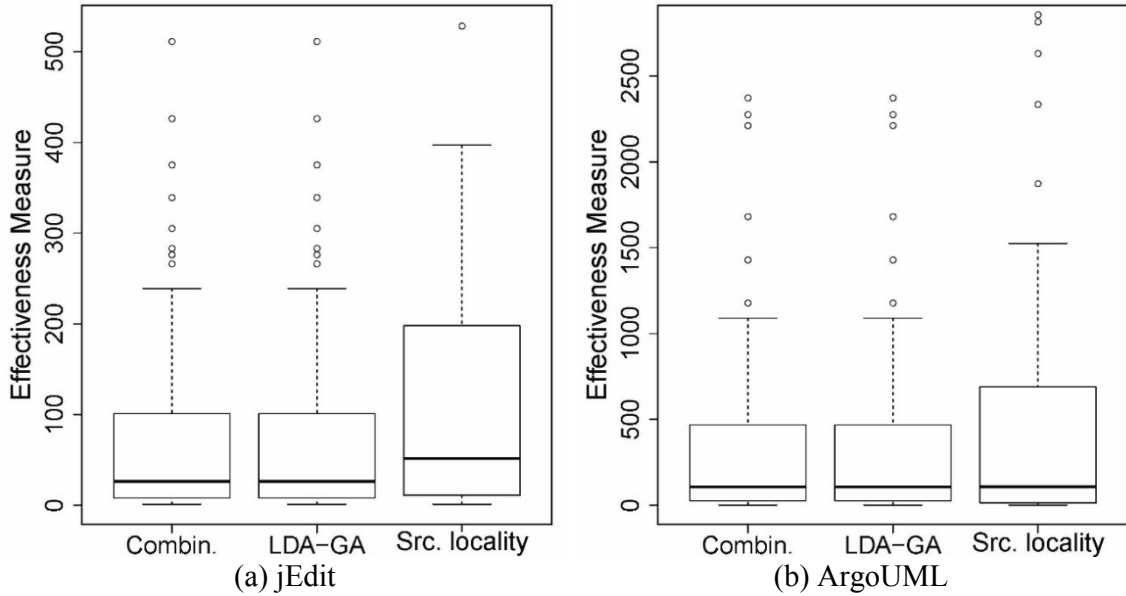 Effectiveness Measure
500
400
300
200
100
0
Combin.
LDA-GA
Src. locality
(a) jEdit
Effectiveness Measure
2500
2000
1500
1000
500
0
Combin.
LDA-GA
Src. locality
(b) ArgoUML